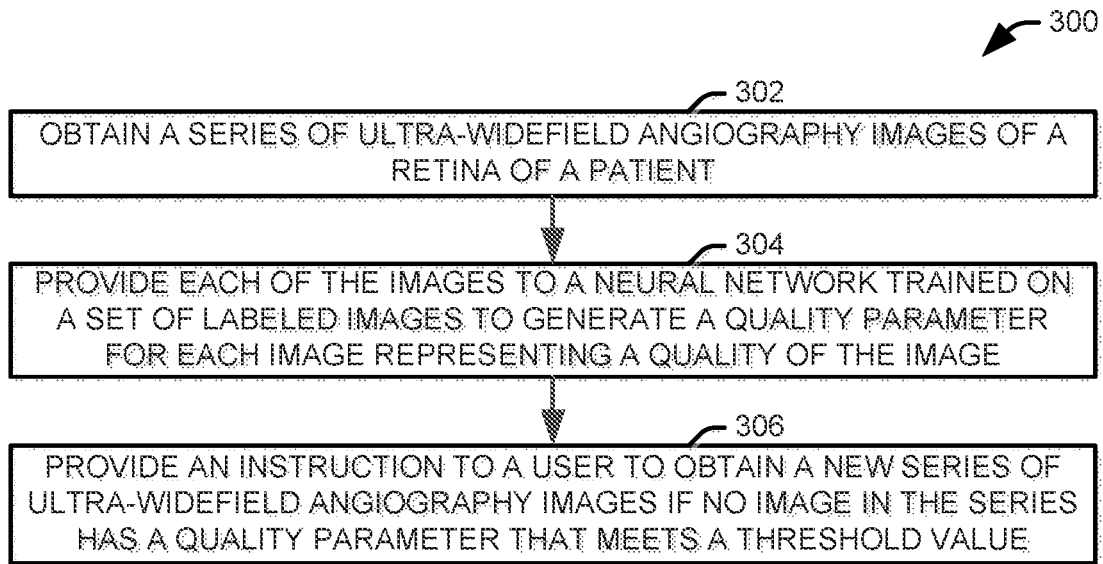 300
302
OBTAIN A SERIES OF ULTRA-WIDEFIELD ANGIOGRAPHY IMAGES OF A
RETINA OF A PATIENT
304
PROVIDE EACH OF THE IMAGES TO A NEURAL NETWORK TRAINED ON
A SET OF LABELED IMAGES TO GENERATE A QUALITY PARAMETER
FOR EACH IMAGE REPRESENTING A QUALITY OF THE IMAGE
306
PROVIDE AN INSTRUCTION TO A USER TO OBTAIN A NEW SERIES OF
ULTRA-WIDEFIELD ANGIOGRAPHY IMAGES IF NO IMAGE IN THE SERIES
HAS A QUALITY PARAMETER THAT MEETS A THRESHOLD VALUE